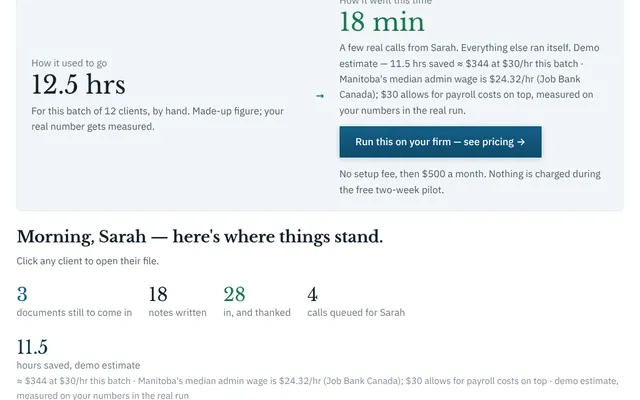 How it went this time
18 min
A few real calls from Sarah. Everything else ran itself. Demo
estimate — 11.5 hrs saved ≈ $344 at $30/hr this batch ·
Manitoba's median admin wage is $24.32/hr (Job Bank
Canada); $30 allows for payroll costs on top, measured on
your numbers in the real run.
Run this on your firm — see pricing →
No setup fee, then $500 a month. Nothing is charged during
the free two-week pilot.
How it used to go
12.5 hrs
For this batch of 12 clients, by hand. Made-up figure; your
real number gets measured.
→
Morning, Sarah — here's where things stand.
Click any client to open their file.
3
documents still to come in
18
notes written
28
in, and thanked
4
calls queued for Sarah
11.5
hours saved, demo estimate
≈ $344 at $30/hr this batch · Manitoba's median admin wage is $24.32/hr (Job Bank Canada); $30 allows for payroll costs on top · demo estimate,
measured on your numbers in the real run